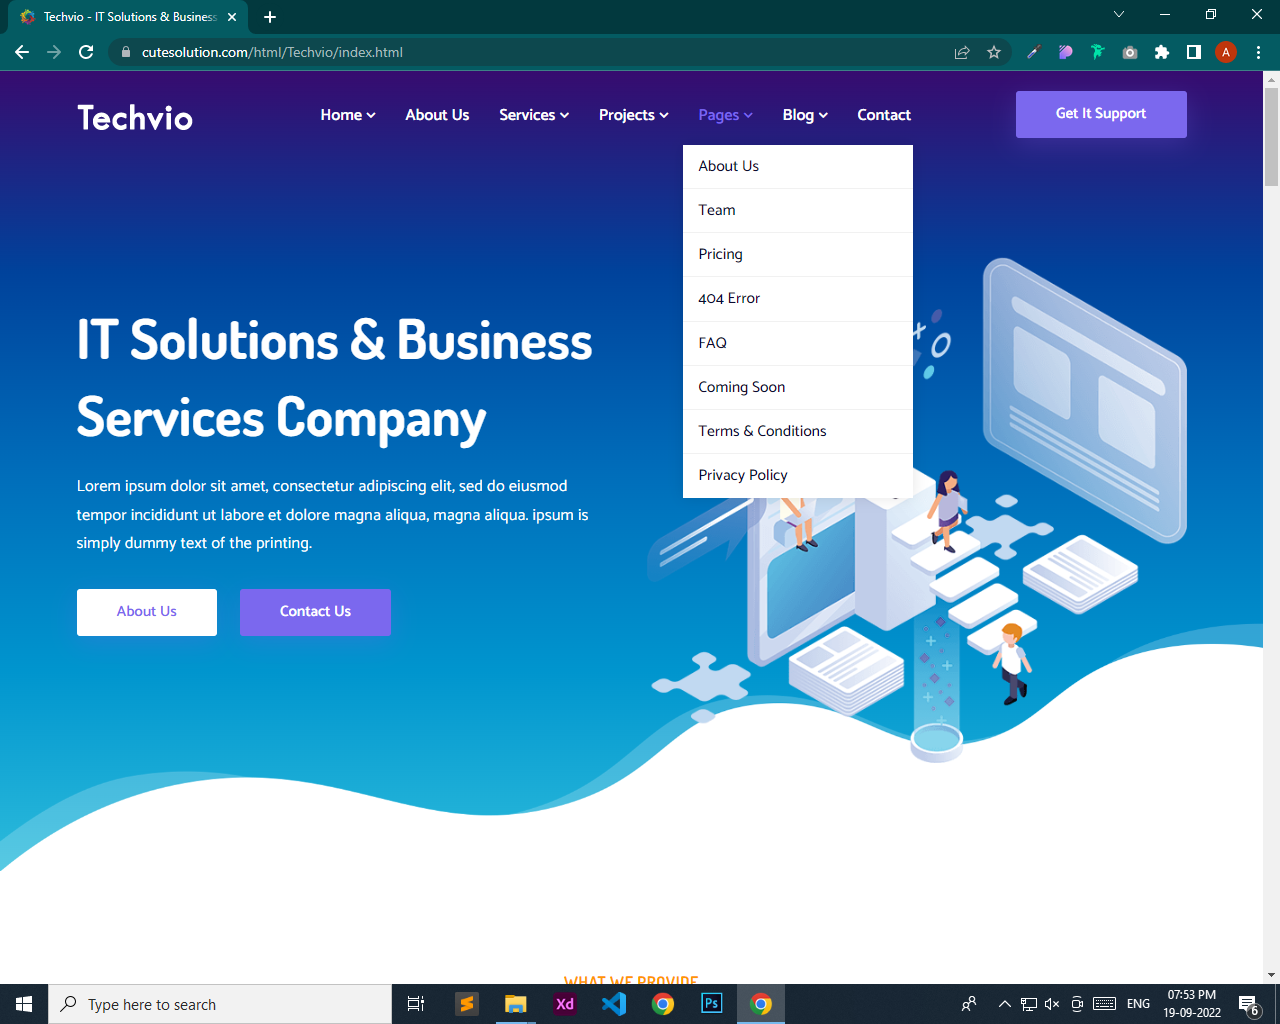 Techvio - IT Solutions & Business
cutesolution.com/html/Techvio/index.html
A
Techvio
Home
About Us
Services
Projects
Pages
Blog
Contact
Get It Support
About Us
Team
Pricing
404 Error
FAQ
Coming Soon
Terms & Conditions
Privacy Policy
IT Solutions & Business
Services Company
Lorem ipsum dolor sit amet, consectetur adipiscing elit, sed do eiusmod
tempor incididunt ut labore et dolore magna aliqua, magna aliqua. ipsum is
simply dummy text of the printing.
About Us
Contact Us
WHAT WE PROVIDE
Type here to search
Xd
Ps
ENG
07:53 PM
19-09-2022
6